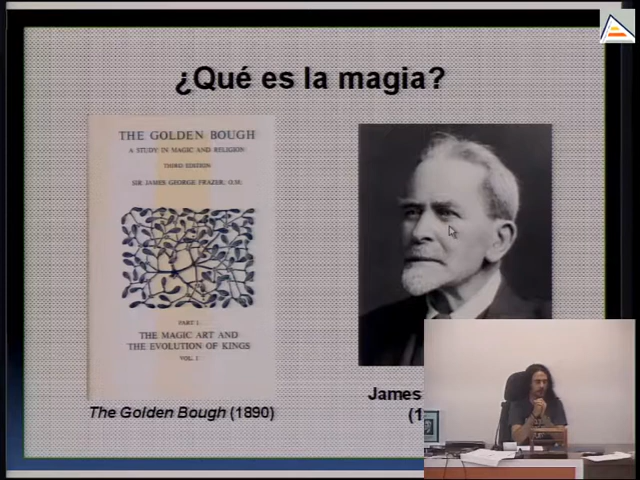 ¿Qué es la magia?
THE GOLDEN BOUGH
A STUDY IN MAGIC AND RELIGION
THIRD EDITION
SIR JAMES GEORGE FRAZER, O.M.
PART I
THE MAGIC ART AND
THE EVOLUTION OF KINGS
VOL. I
The Golden Bough (1890)
James
(1